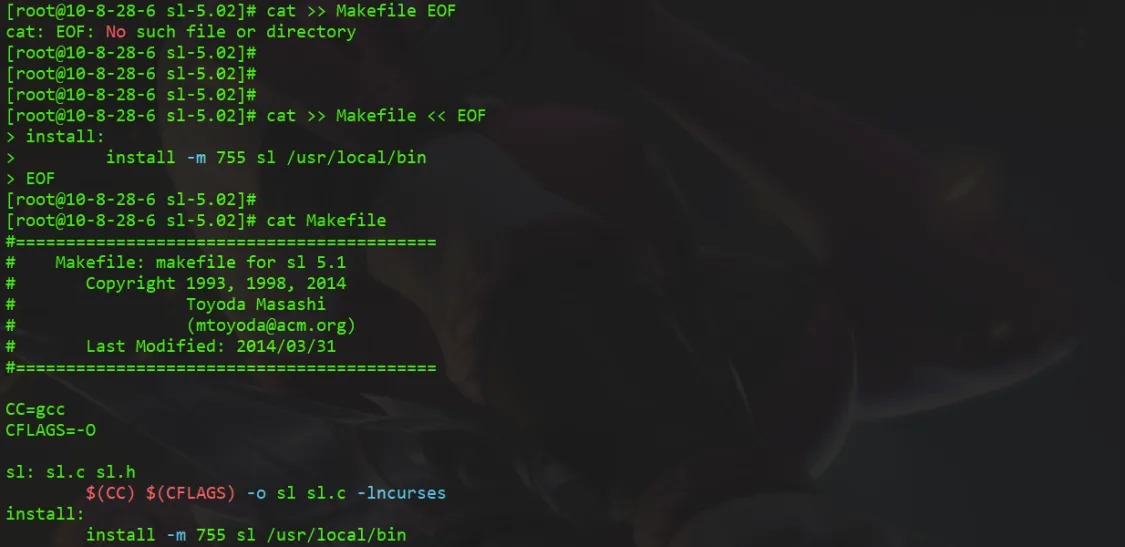 [root@10-8-28-6 sl-5.02]# cat >> Makefile EOF
cat: EOF: No such file or directory
[root@10-8-28-6 sl-5.02]#
[root@10-8-28-6 sl-5.02]#
[root@10-8-28-6 sl-5.02]#
[root@10-8-28-6 sl-5.02]# cat >> Makefile << EOF
> install:
>         install -m 755 sl /usr/local/bin
> EOF
[root@10-8-28-6 sl-5.02]#
[root@10-8-28-6 sl-5.02]# cat Makefile
#==========================================
#    Makefile: makefile for sl 5.1
#       Copyright 1993, 1998, 2014
#                 Toyoda Masashi
#                 (mtoyoda@acm.org)
#       Last Modified: 2014/03/31
#==========================================

CC=gcc
CFLAGS=-O

sl: sl.c sl.h
        $(CC) $(CFLAGS) -o sl sl.c -lncurses
install:
        install -m 755 sl /usr/local/bin